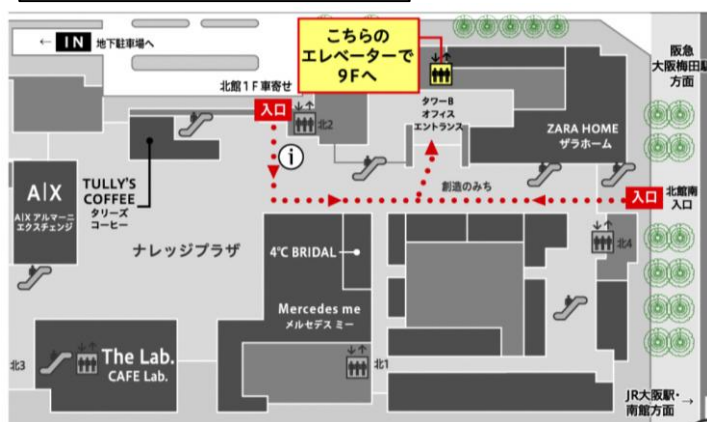 ← IN 地下駐車場へ
こちらの
エレベーターで
9Fへ
阪急
大阪梅田駅
方面
北館1F 車寄せ
入口
北2
タワーB
オフィス
エントランス
ZARA HOME
ザラホーム
i
TULLY'S
COFFEE
タリーズ
コーヒー
A|X
A|X アルマーニ
エクスチェンジ
創造のみち
入口
北館南
入口
ナレッジプラザ
4℃ BRIDAL
北4
Mercedes me
メルセデス ミー
北3
The Lab.
CAFE Lab.
北1
JR大阪駅・
南館方面 →